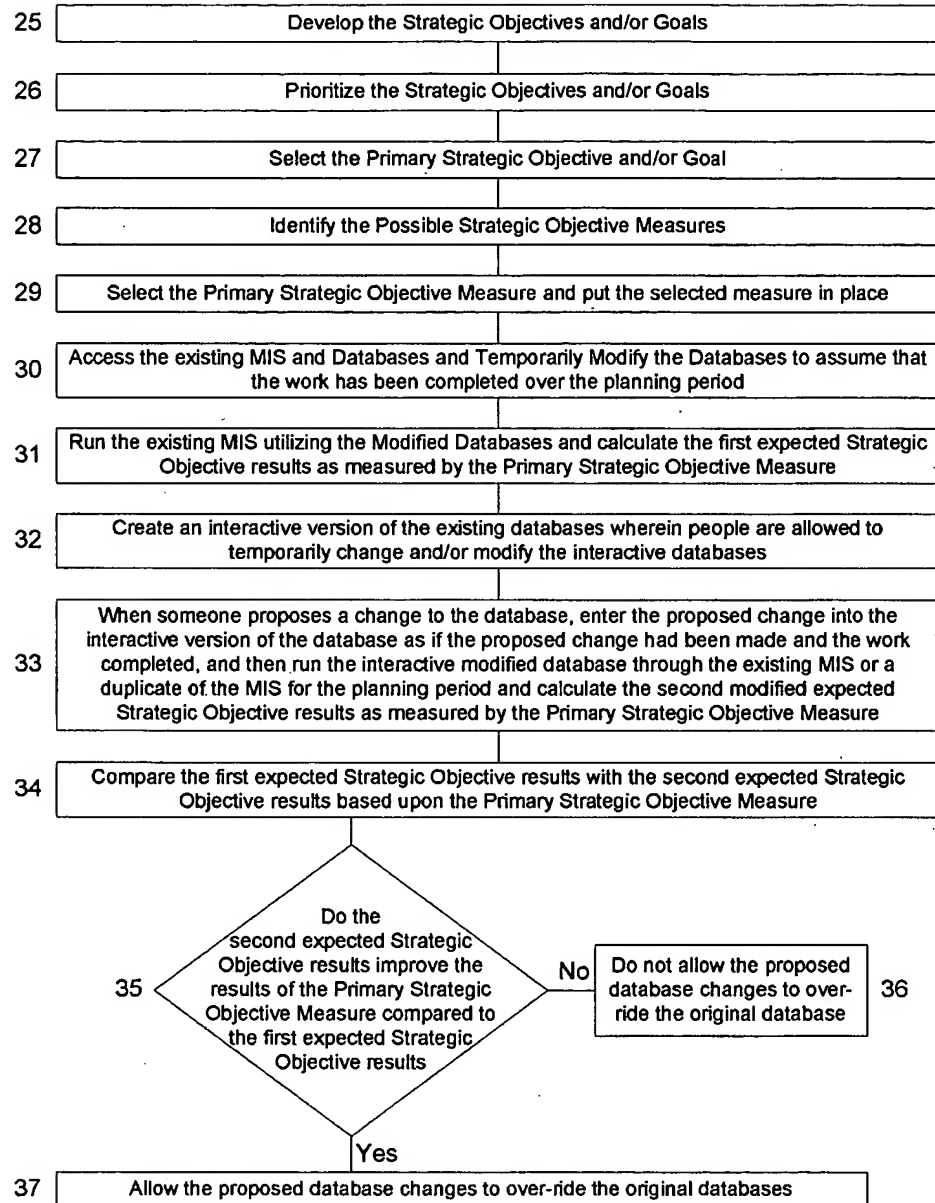 25 Develop the Strategic Objectives and/or Goals
26 Prioritize the Strategic Objectives and/or Goals
27 Select the Primary Strategic Objective and/or Goal
28 Identify the Possible Strategic Objective Measures
29 Select the Primary Strategic Objective Measure and put the selected measure in place
30 Access the existing MIS and Databases and Temporarily Modify the Databases to assume that
the work has been completed over the planning period
31 Run the existing MIS utilizing the Modified Databases and calculate the first expected Strategic
Objective results as measured by the Primary Strategic Objective Measure
32 Create an interactive version of the existing databases wherein people are allowed to
temporarily change and/or modify the interactive databases
When someone proposes a change to the database, enter the proposed change into the
interactive version of the database as if the proposed change had been made and the work
33 completed, and then run the interactive modified database through the existing MIS or a
duplicate of the MIS for the planning period and calculate the second modified expected
Strategic Objective results as measured by the Primary Strategic Objective Measure
34 Compare the first expected Strategic Objective results with the second expected Strategic
Objective results based upon the Primary Strategic Objective Measure
Do the
second expected Strategic
Objective results improve the
35 results of the Primary Strategic
Objective Measure compared to
the first expected Strategic
Objective results
No
Do not allow the proposed
database changes to over-
ride the original database
36
Yes
37 Allow the proposed database changes to over-ride the original databases